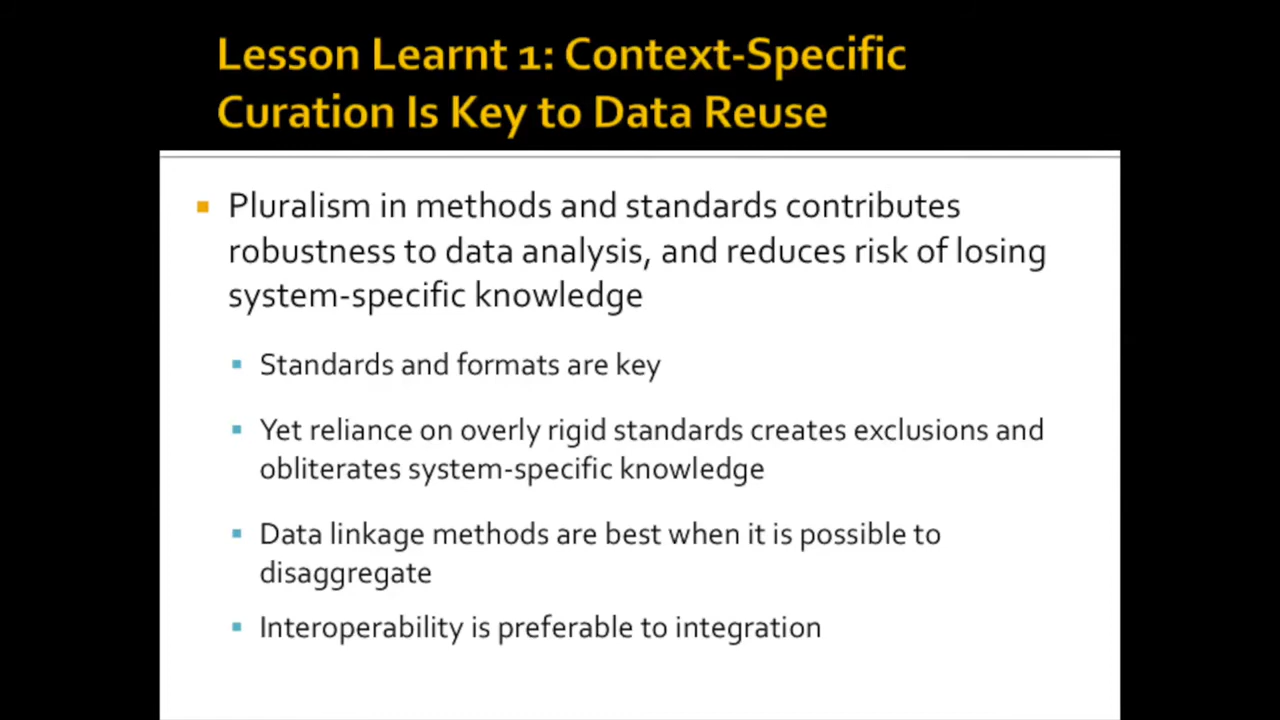 Lesson Learnt 1: Context-Specific
Curation Is Key to Data Reuse
Pluralism in methods and standards contributes
robustness to data analysis, and reduces risk of losing
system-specific knowledge
Standards and formats are key
Yet reliance on overly rigid standards creates exclusions and
obliterates system-specific knowledge
Data linkage methods are best when it is possible to
disaggregate
Interoperability is preferable to integration